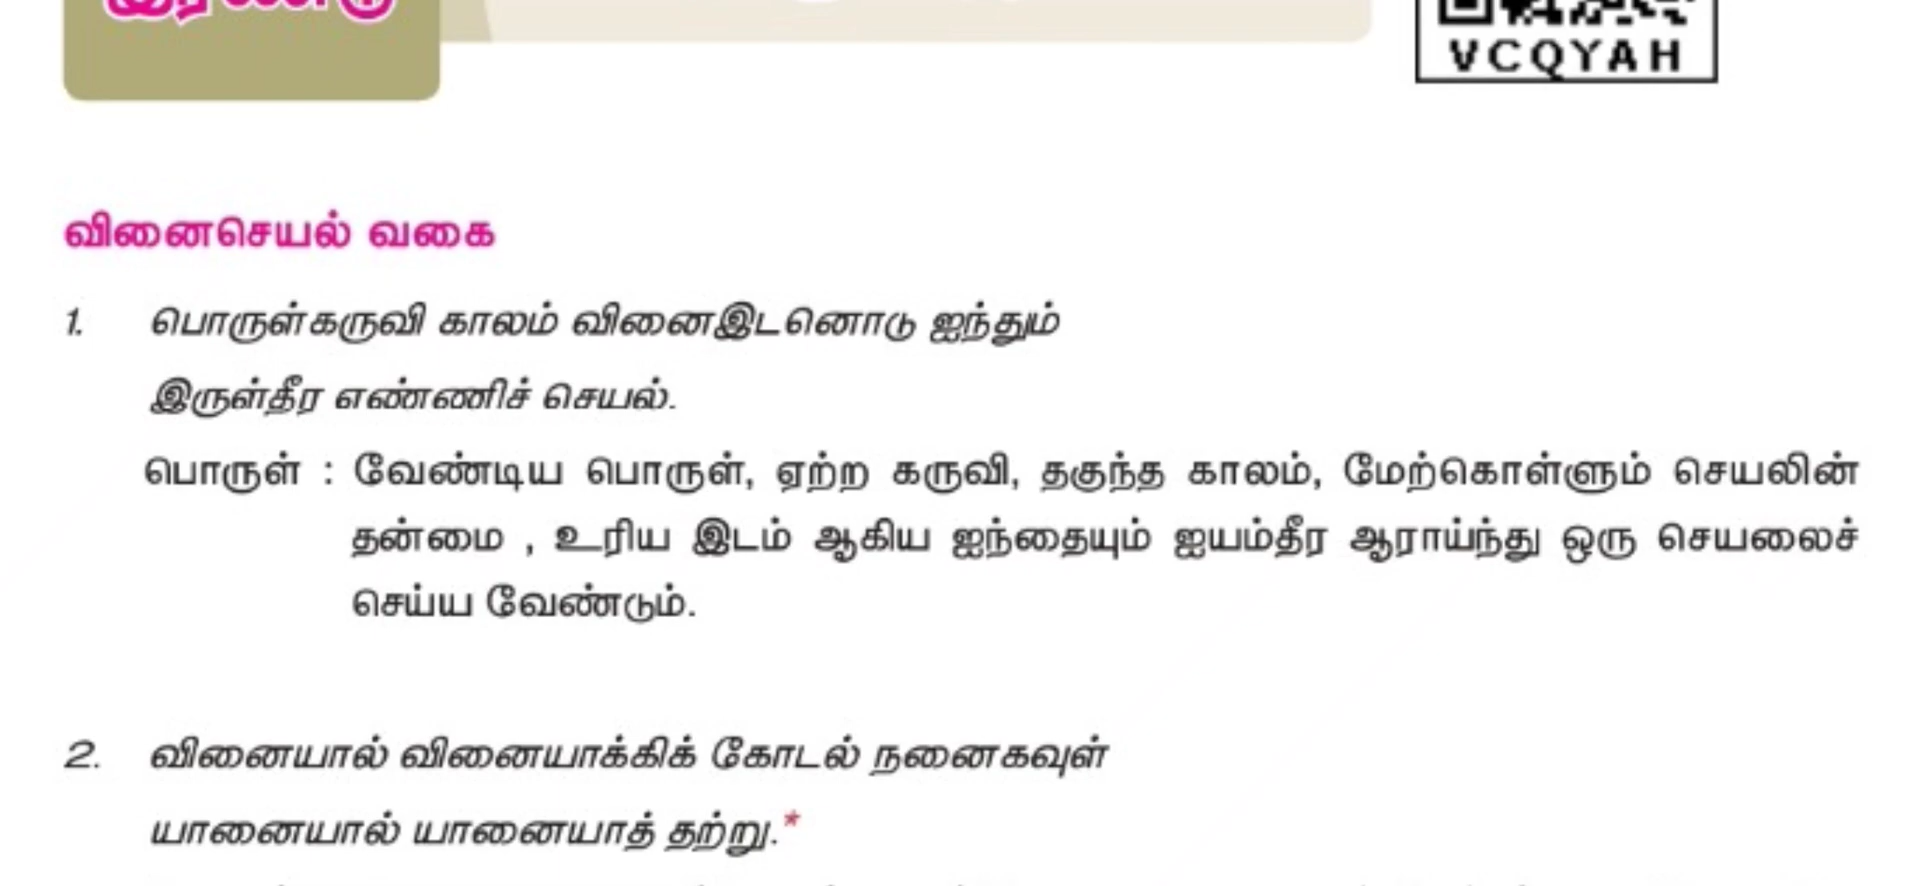 இரண்டு
VCQYAH
வினைசெயல் வகை
1. பொருள்கருவி காலம் வினைஇடனொடு ஐந்தும்
இருள்தீர எண்ணிச் செயல்.
பொருள் : வேண்டிய பொருள், ஏற்ற கருவி, தகுந்த காலம், மேற்கொள்ளும் செயலின்
தன்மை , உரிய இடம் ஆகிய ஐந்தையும் ஐயம்தீர ஆராய்ந்து ஒரு செயலைச்
செய்ய வேண்டும்.
2. வினையால் வினையாக்கிக் கோடல் நனைகவுள்
யானையால் யானையாத் தற்று.*